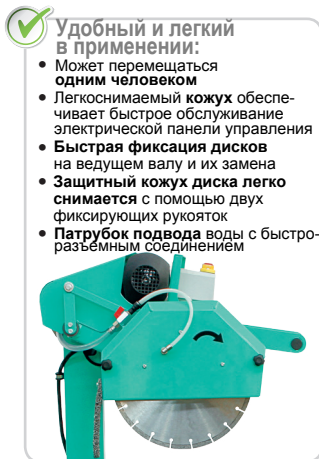 Удобный и легкий
в применении:
• Может перемещаться
одним человеком
• Легкоснимаемый кожух обеспе-
чивает быстрое обслуживание
электрической панели управления
• Быстрая фиксация дисков
на ведущем валу и их замена
• Защитный кожух диска легко
снимается с помощью двух
фиксирующих рукояток
• Патрубок подвода воды с быстро-
разъемным соединением